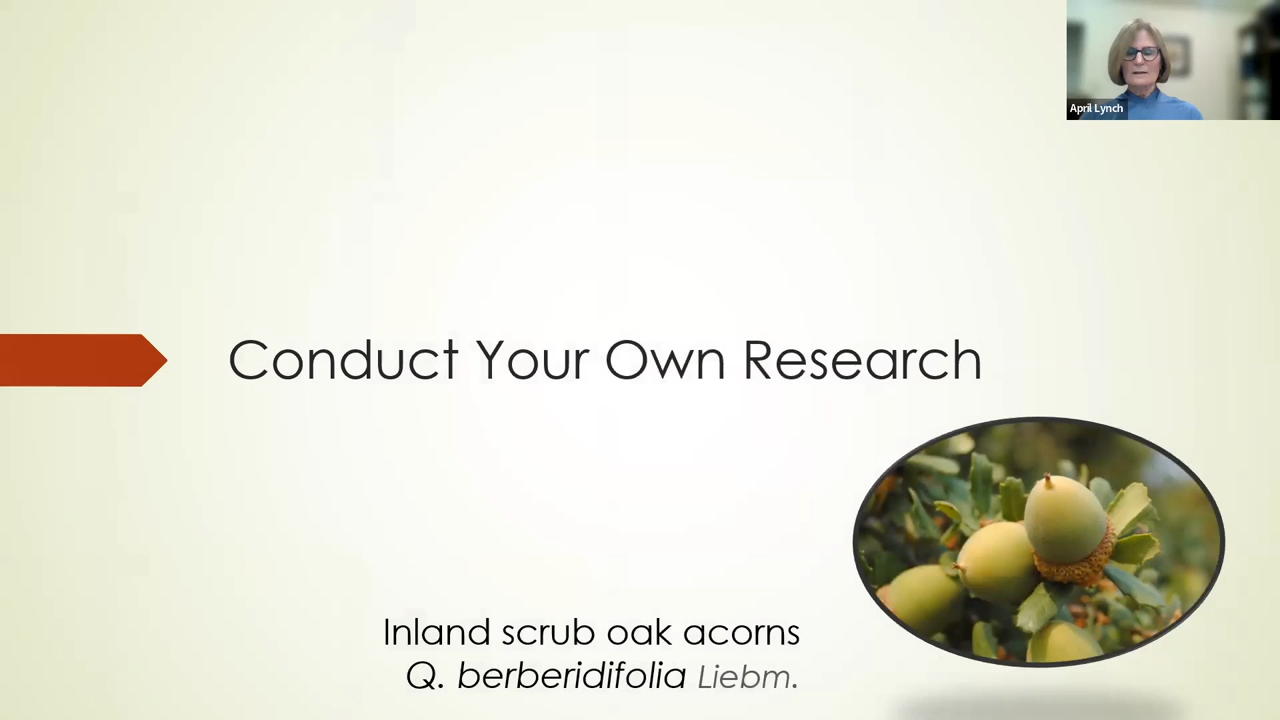 April Lynch
Conduct Your Own Research
Inland scrub oak acorns
Q. berberidifolia Liebm.